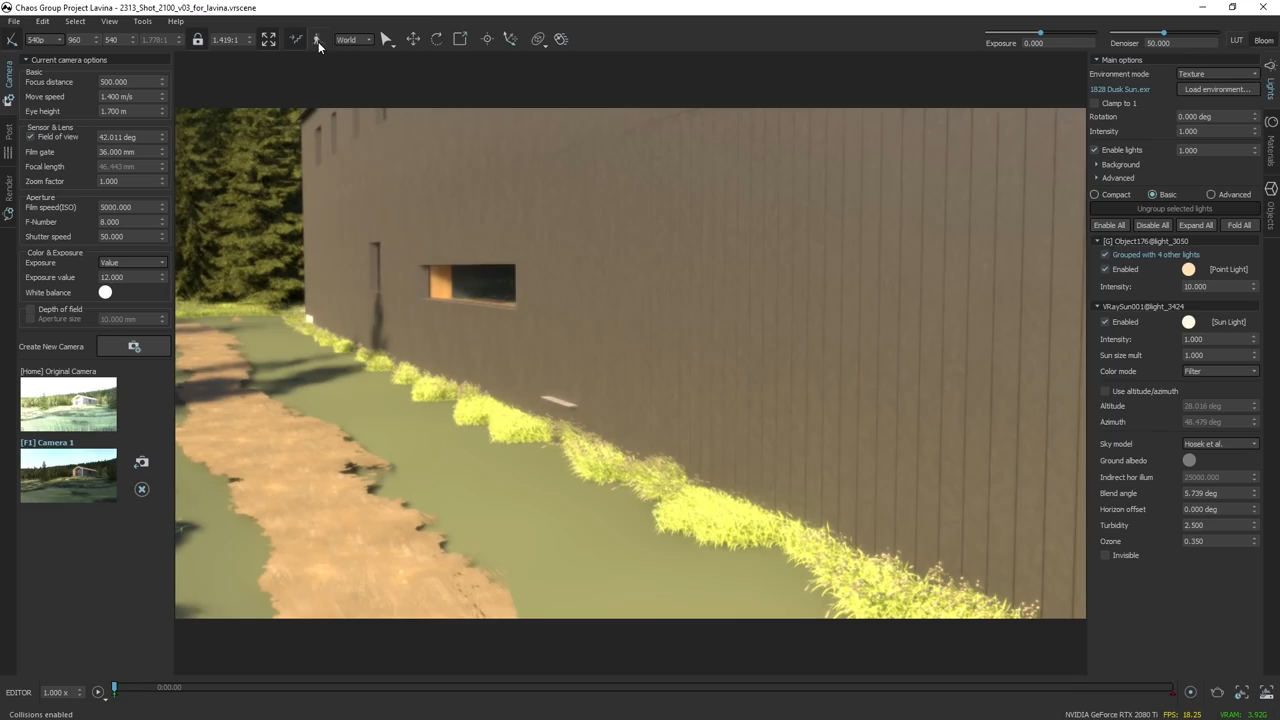 Chaos Group Project Lavina - 2313_Shot_2100_v03_for_lavina.vrscene
File Edit Select View Tools Help
540p 960 540 1.778:1 1.419:1 World Exposure 0.000 Denoiser 50.000 LUT Bloom
Camera
Post
Render
Current camera options
Basic
Focus distance 500.000
Move speed 1.400 m/s
Eye height 1.700 m
Sensor & Lens
Field of view 42.011 deg
Film gate 36.000 mm
Focal length 46.443 mm
Zoom factor 1.000
Aperture
Film speed(ISO) 5000.000
F-Number 8.000
Shutter speed 50.000
Color & Exposure
Exposure Value
Exposure value 12.000
White balance
Depth of field
Aperture size 10.000 mm
Create New Camera
[Home] Original Camera
[F1] Camera 1
Main options
Environment mode Texture
1828 Dusk Sun.exr Load environment...
Clamp to 1
Rotation 0.000 deg
Intensity 1.000
Enable lights 1.000
Background
Advanced
Compact Basic Advanced
Ungroup selected lights
Enable All Disable All Expand All Fold All
[G] Object176@light_3050
Grouped with 4 other lights
Enabled [Point Light]
Intensity: 10.000
VRaySun001@light_3424
Enabled [Sun Light]
Intensity: 1.000
Sun size mult 1.000
Color mode Filter
Use altitude/azimuth
Altitude 28.016 deg
Azimuth 48.479 deg
Sky model Hosek et al.
Ground albedo
Indirect hor illum 25000.000
Blend angle 5.739 deg
Horizon offset 0.000 deg
Turbidity 2.500
Ozone 0.350
Invisible
Lights
Materials
Objects
EDITOR 1.000 x 0:00.00
Collisions enabled NVIDIA GeForce RTX 2080 Ti FPS: 18.25 VRAM: 3.92G